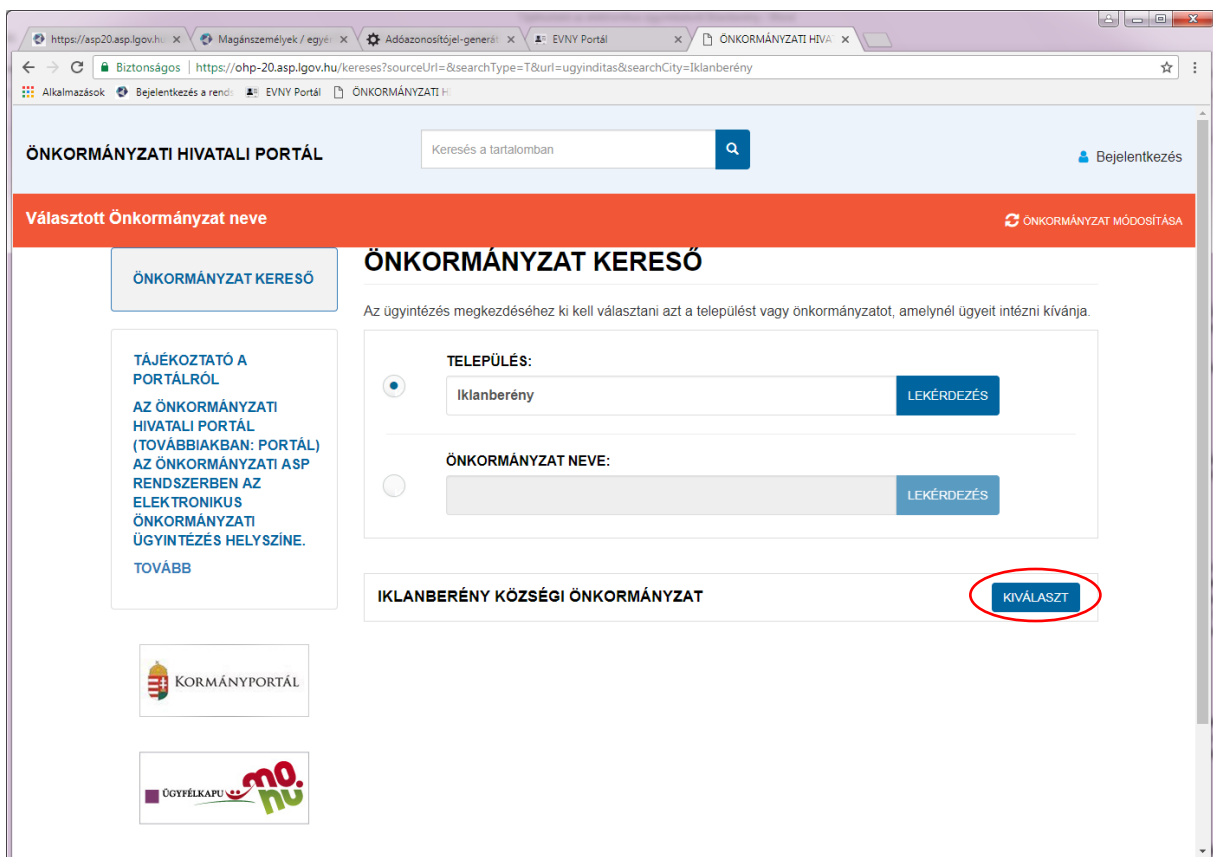 https://asp20.asp.lgov.hu
Magánszemélyek / egyé
Adóazonosítójel-generát
EVNY Portál
ÖNKORMÁNYZATI HIVAT
Biztonságos | https://ohp-20.asp.lgov.hu/kereses?sourceUrl=&searchType=T&url=ugyinditas&searchCity=Iklanberény
Alkalmazások Bejelentkezés a rend EVNY Portál ÖNKORMÁNYZATI H
ÖNKORMÁNYZATI HIVATALI PORTÁL
Keresés a tartalomban
Bejelentkezés
Választott Önkormányzat neve
ÖNKORMÁNYZAT MÓDOSÍTÁSA
ÖNKORMÁNYZAT KERESŐ
TÁJÉKOZTATÓ A
PORTÁLRÓL
AZ ÖNKORMÁNYZATI
HIVATALI PORTÁL
(TOVÁBBIAKBAN: PORTÁL)
AZ ÖNKORMÁNYZATI ASP
RENDSZERBEN AZ
ELEKTRONIKUS
ÖNKORMÁNYZATI
ÜGYINTÉZÉS HELYSZÍNE.
TOVÁBB
KORMÁNYPORTÁL
ÜGYFÉLKAPU
mo.
hu
ÖNKORMÁNYZAT KERESŐ
Az ügyintézés megkezdéséhez ki kell választani azt a települést vagy önkormányzatot, amelynél ügyeit intézni kívánja.
TELEPÜLÉS:
Iklanberény
LEKÉRDEZÉS
ÖNKORMÁNYZAT NEVE:
LEKÉRDEZÉS
IKLANBERÉNY KÖZSÉGI ÖNKORMÁNYZAT
KIVÁLASZT